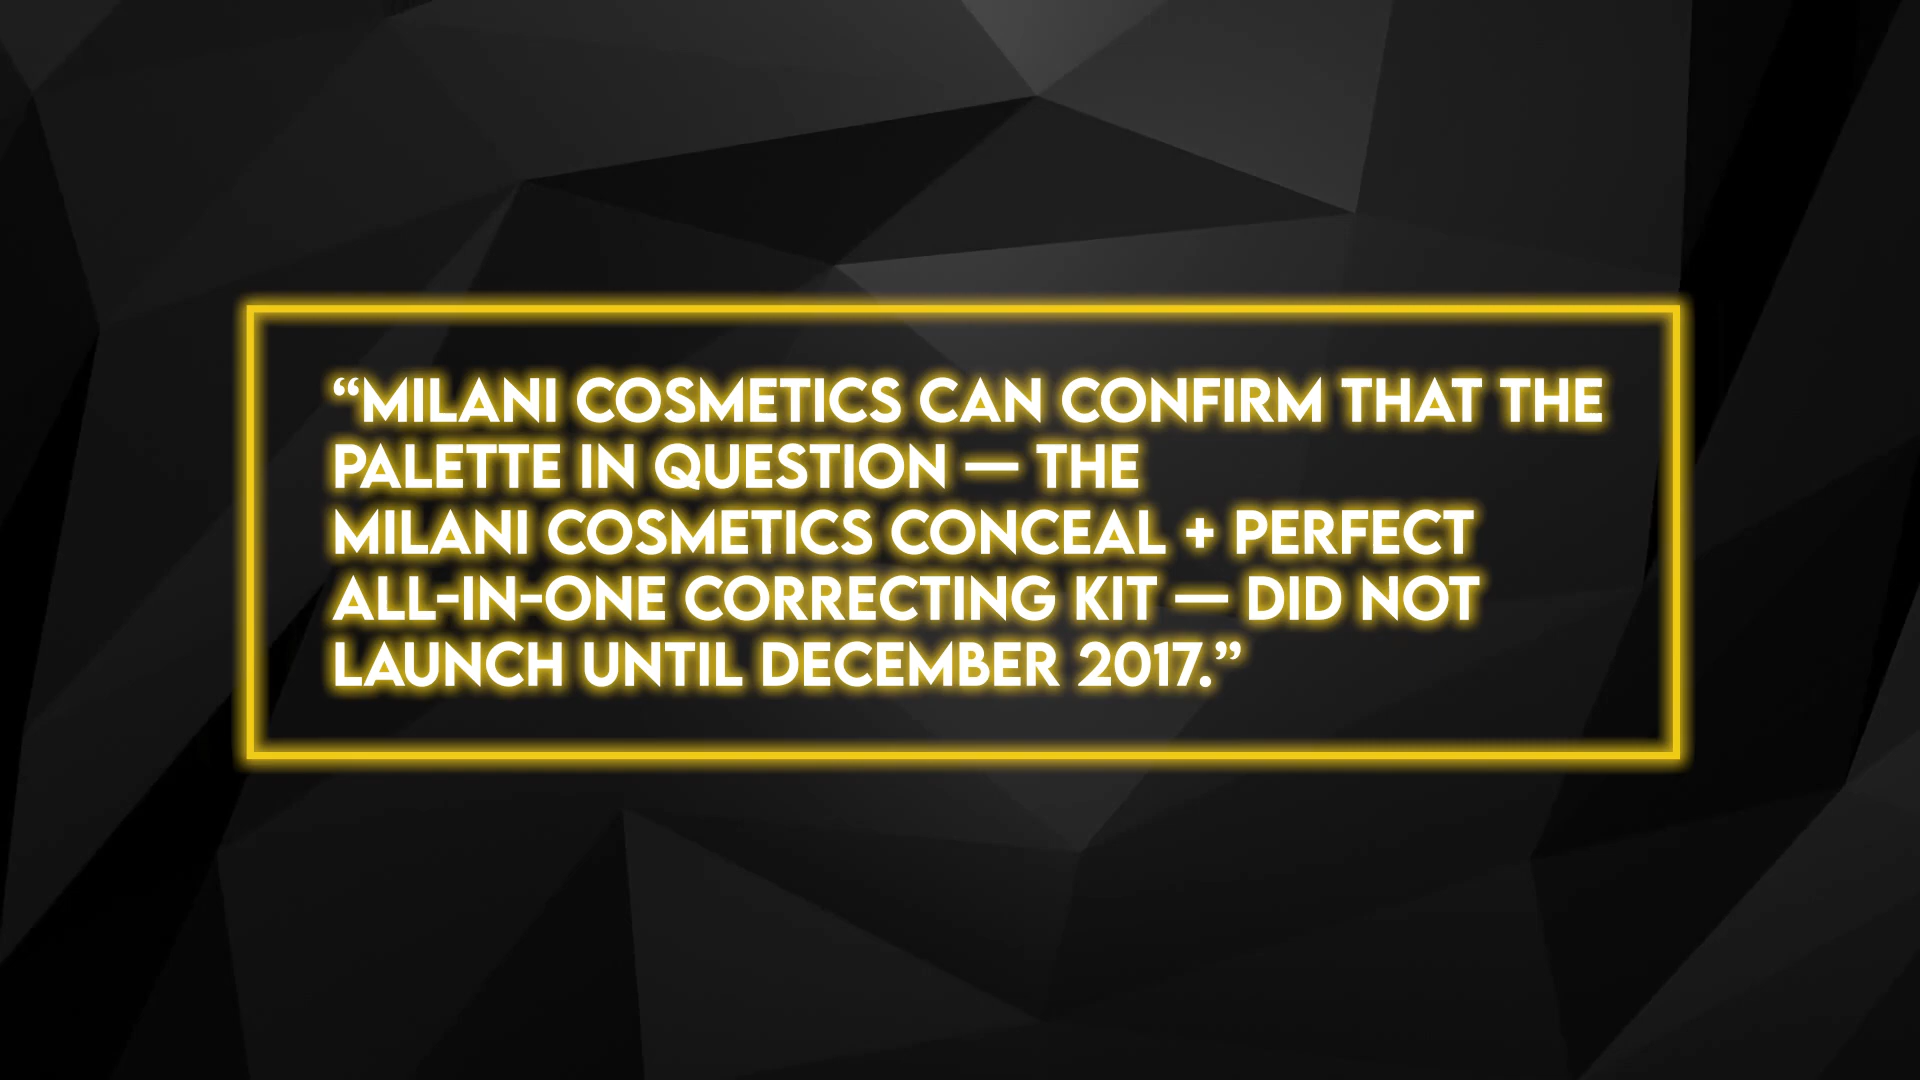 “MILANI COSMETICS CAN CONFIRM THAT THE
PALETTE IN QUESTION — THE
MILANI COSMETICS CONCEAL + PERFECT
ALL-IN-ONE CORRECTING KIT — DID NOT
LAUNCH UNTIL DECEMBER 2017.”